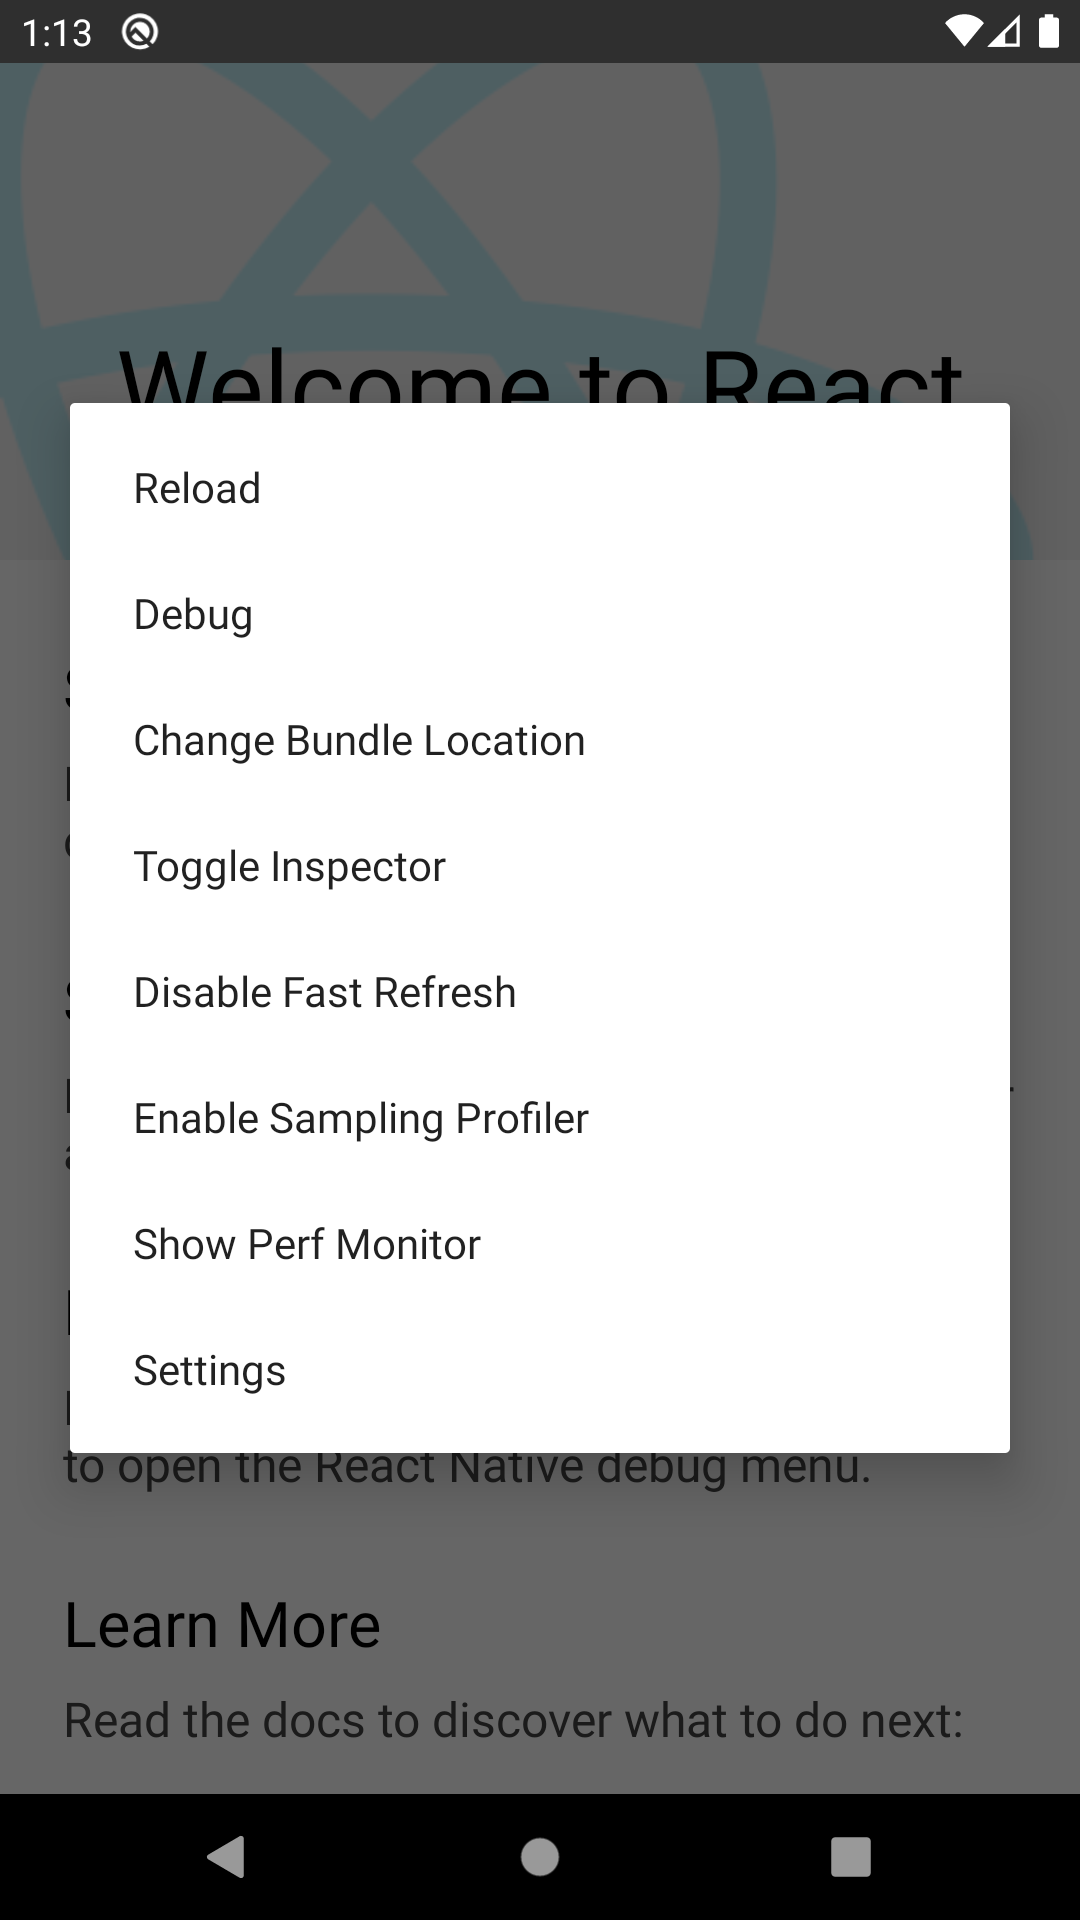 1:13
Welcome to React
Reload
Debug
Change Bundle Location
Toggle Inspector
Disable Fast Refresh
Enable Sampling Profiler
Show Perf Monitor
Settings
to open the React Native debug menu.
Learn More
Read the docs to discover what to do next: